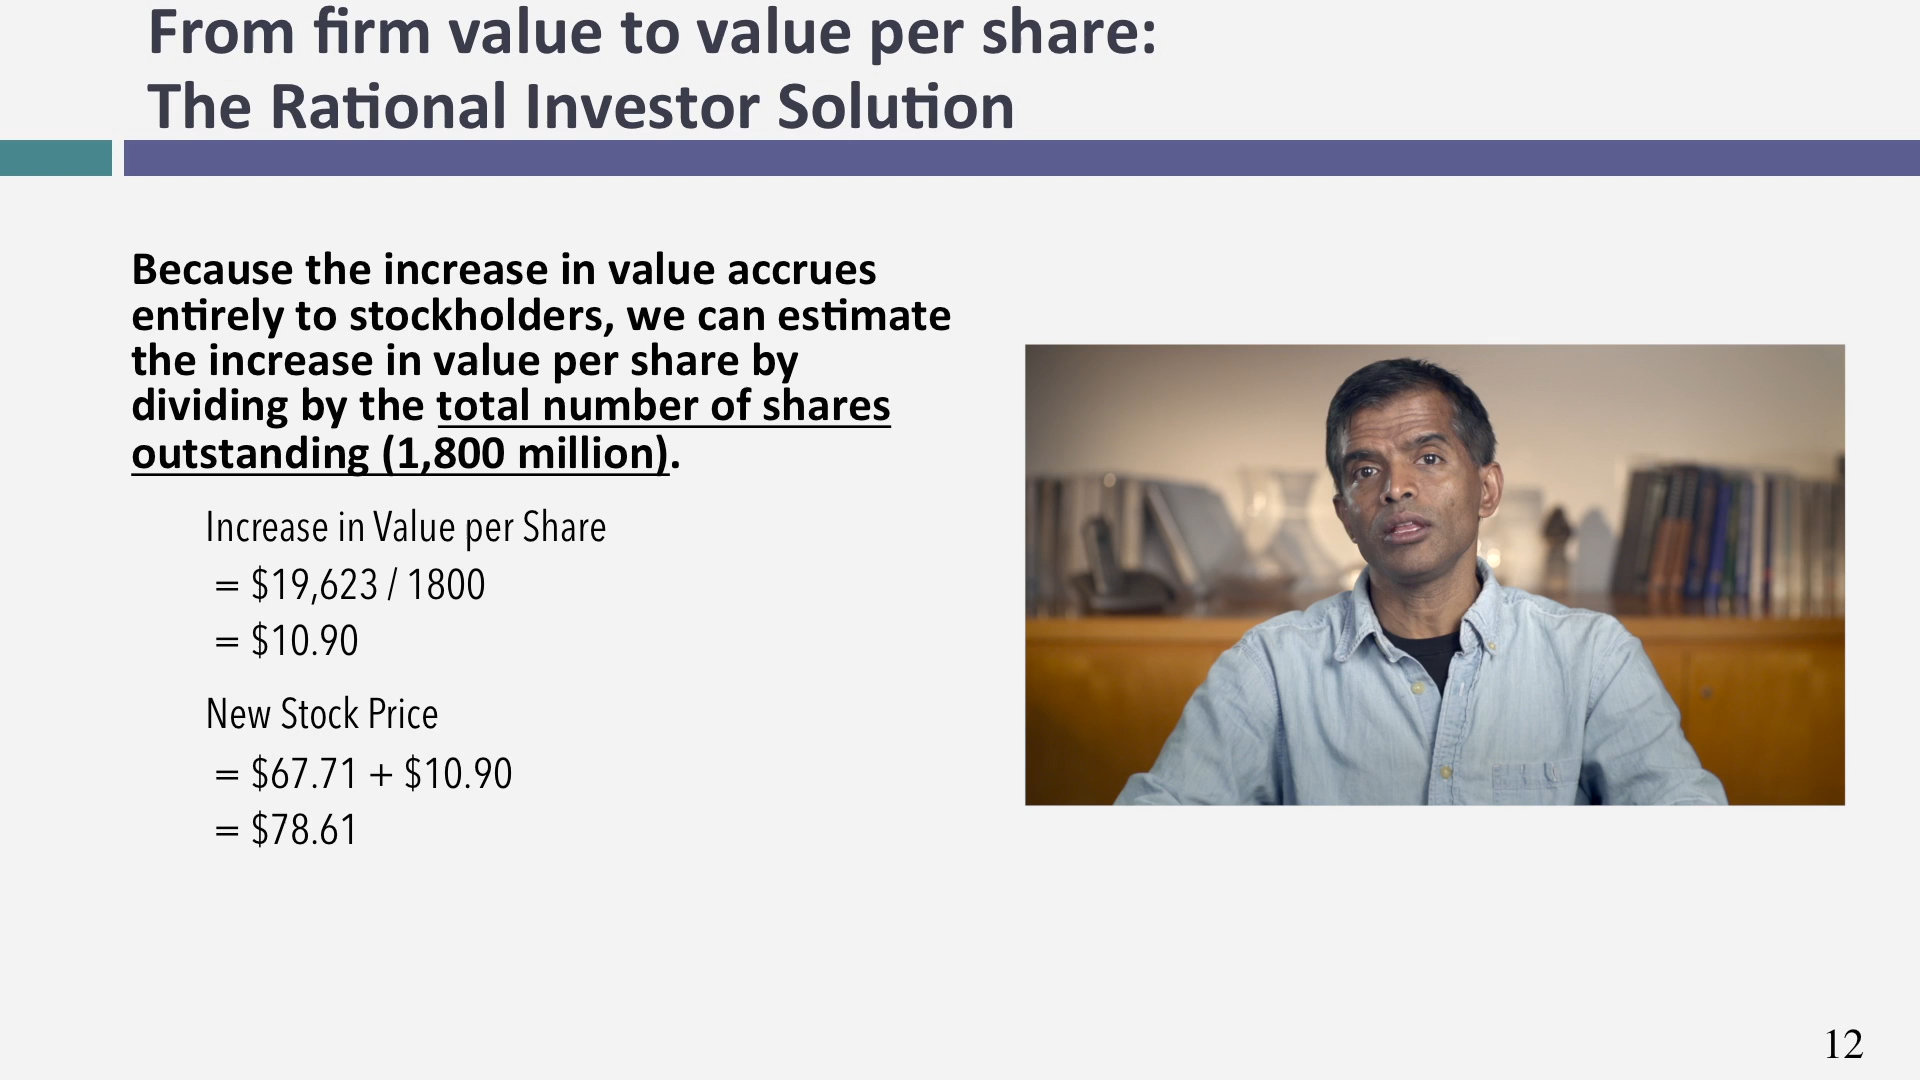 From firm value to value per share:
The Rational Investor Solution
Because the increase in value accrues
entirely to stockholders, we can estimate
the increase in value per share by
dividing by the total number of shares
outstanding (1,800 million).
Increase in Value per Share
= $19,623 / 1800
= $10.90
New Stock Price
= $67.71 + $10.90
= $78.61
12